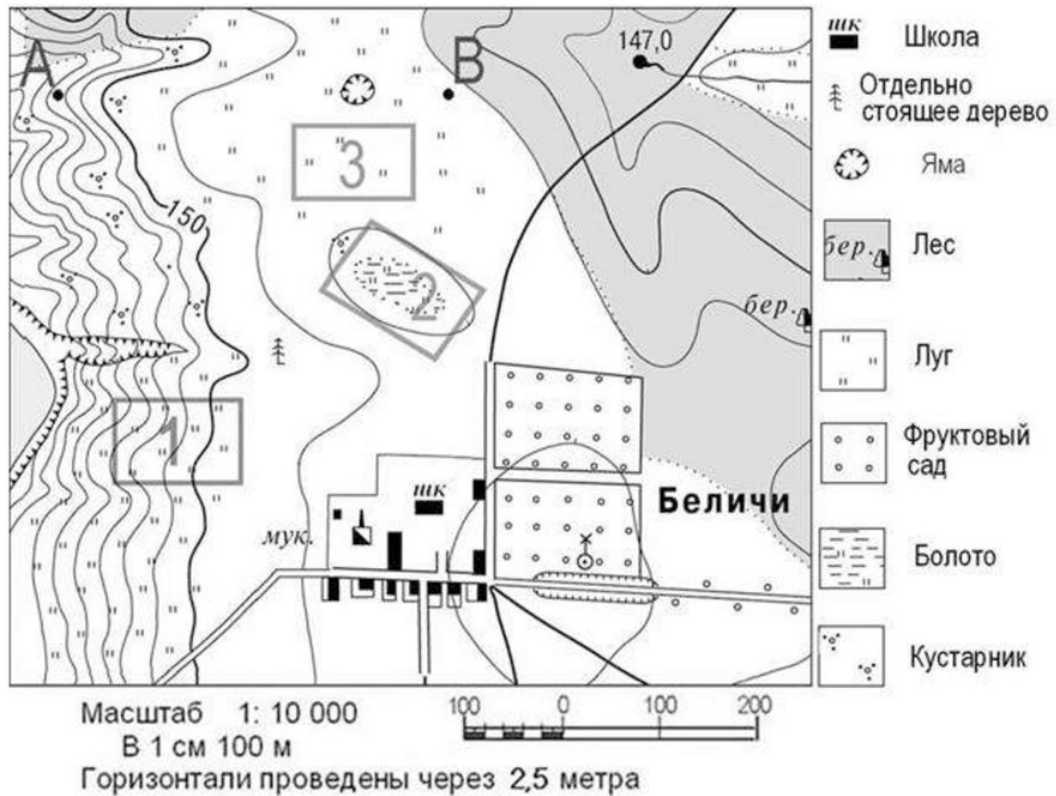 А
В
147,0
3
150
2
бер.
1
шк
Беличи
мук.
шк
Школа
Отдельно
стоящее дерево
Яма
бер.
Лес
Луг
Фруктовый
сад
Болото
Кустарник
Масштаб 1: 10 000
В 1 см 100 м
Горизонтали проведены через 2,5 метра
100 0 100 200